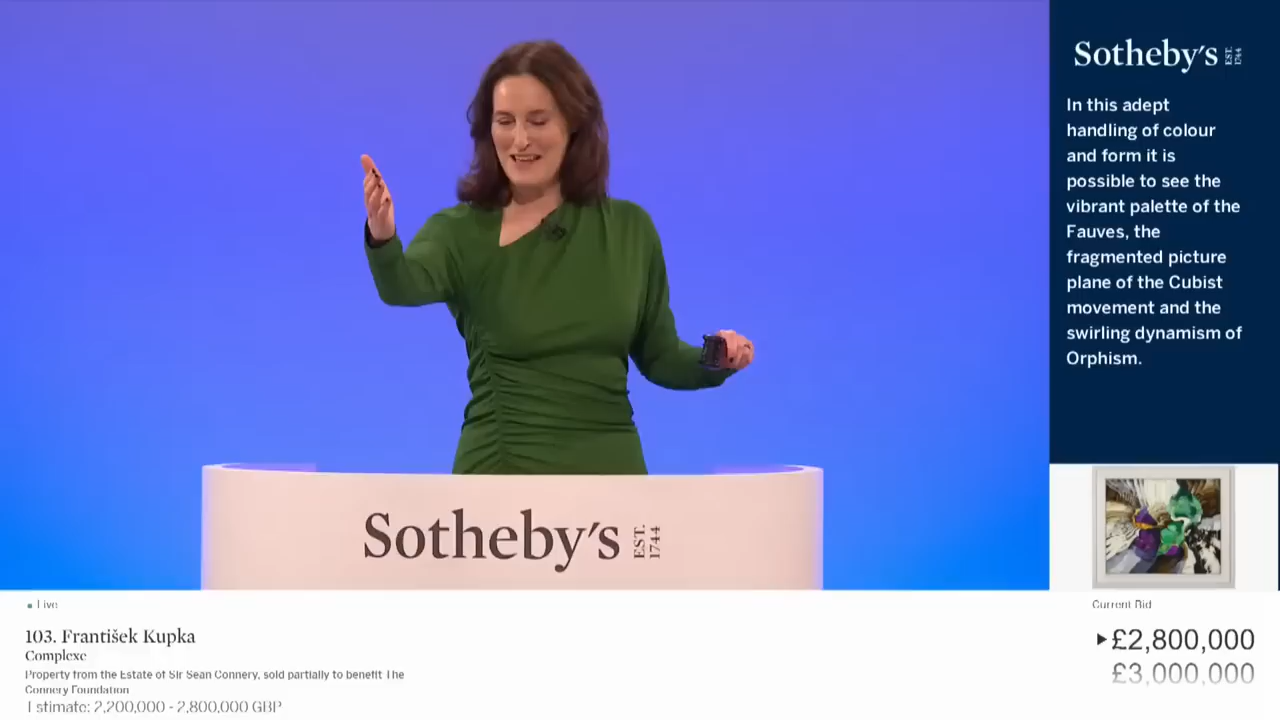 Sotheby's EST. 1744
In this adept
handling of colour
and form it is
possible to see the
vibrant palette of the
Fauves, the
fragmented picture
plane of the Cubist
movement and the
swirling dynamism of
Orphism.
Sotheby's EST. 1744
Live
103. František Kupka
Complexe
Property from the Estate of Sir Sean Connery, sold partially to benefit The
Connery Foundation
Estimate: 2,200,000 - 2,800,000 GBP
Current Bid
£2,800,000
£3,000,000